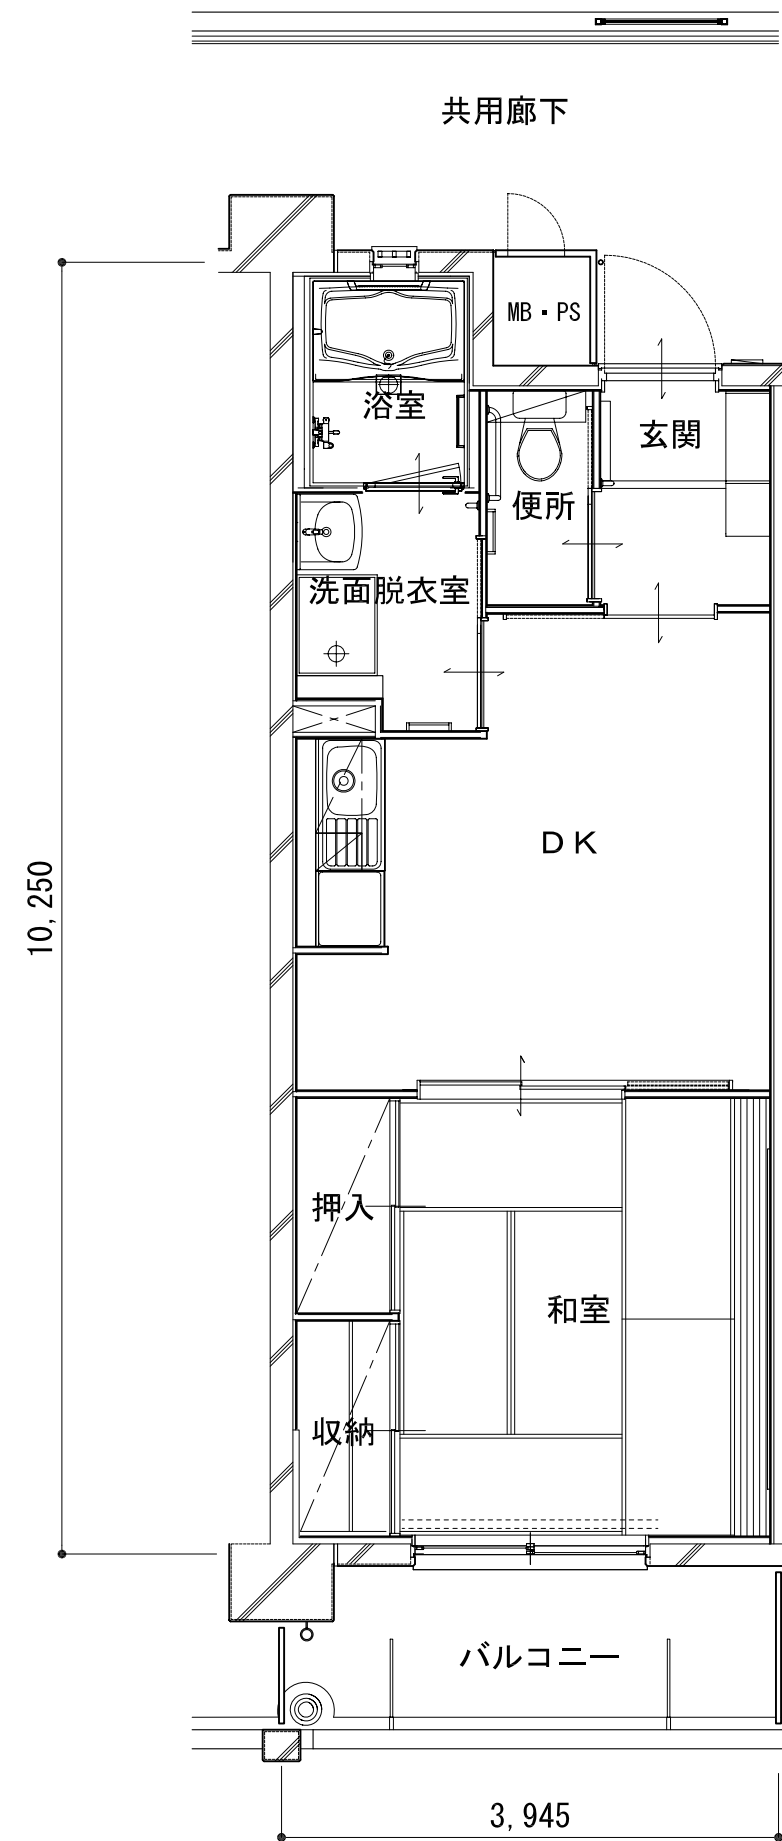 共用廊下
MB・PS
浴室
玄関
便所
洗面脱衣室
DK
10,250
押入
和室
収納
バルコニー
3,945